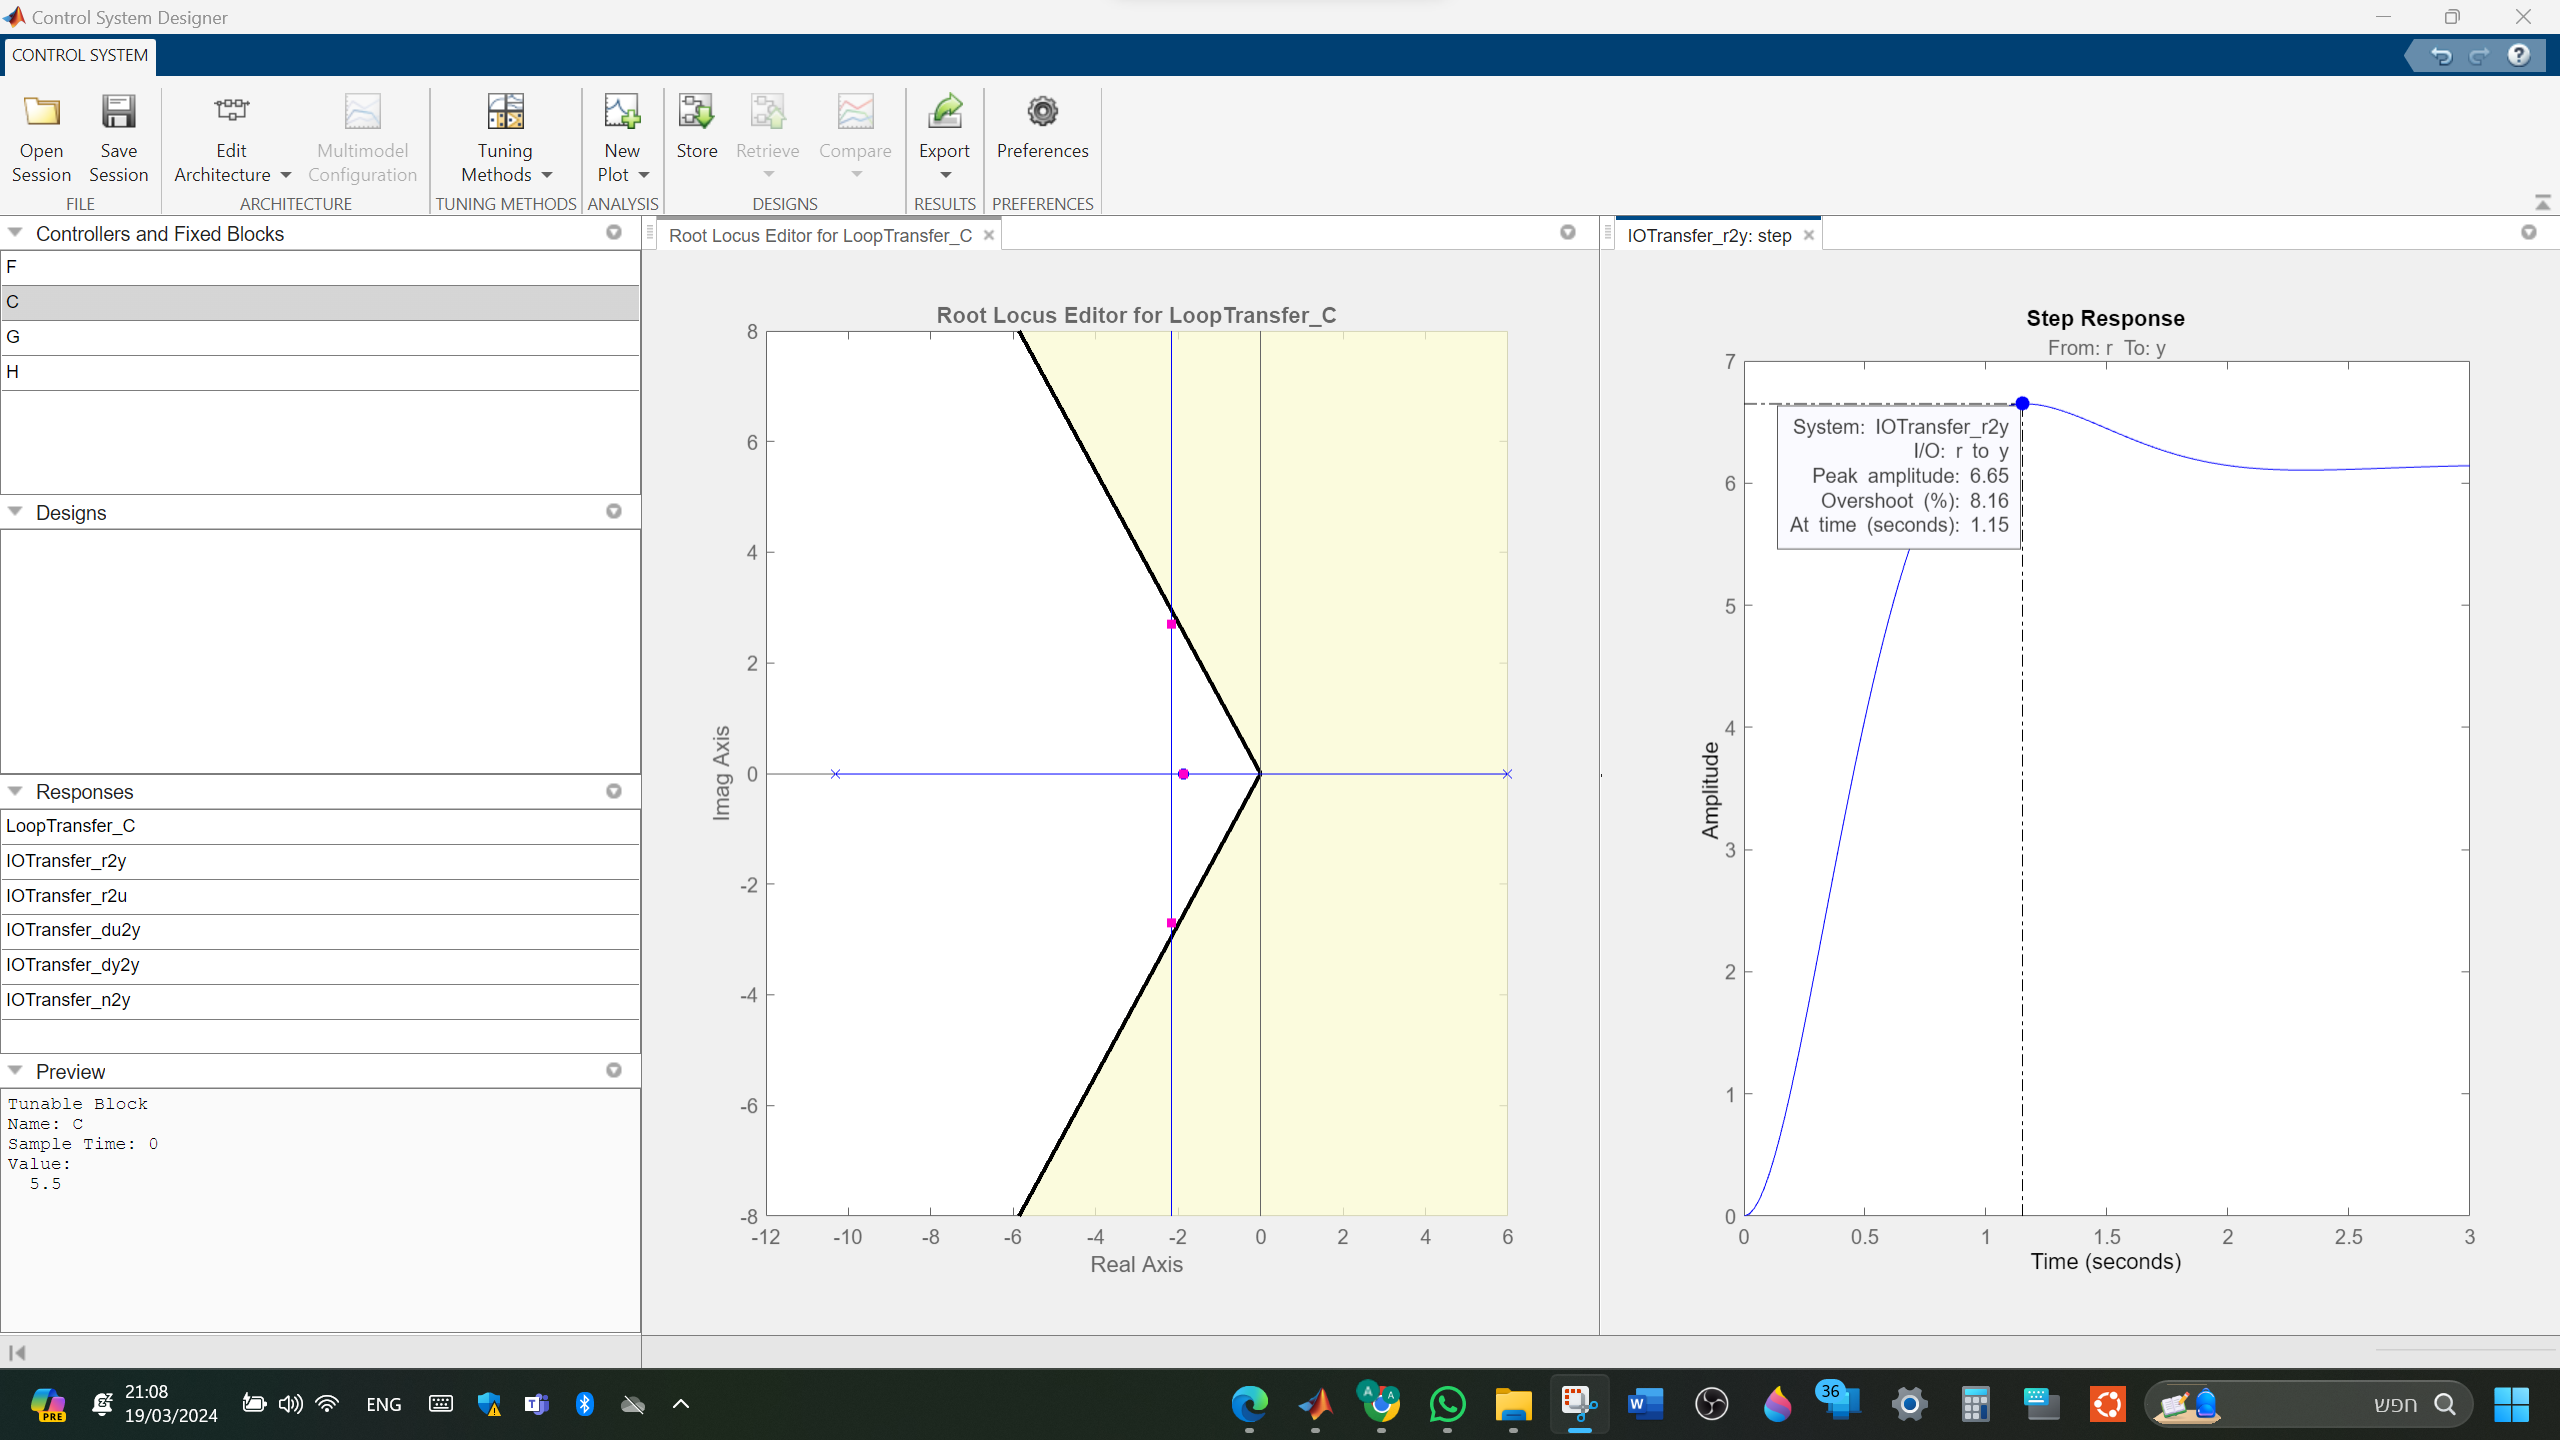 Control System Designer
CONTROL SYSTEM
Open Session
Save Session
Edit Architecture
Multimodel Configuration
Tuning Methods
New Plot
Store
Retrieve
Compare
Export
Preferences
FILE
ARCHITECTURE
TUNING METHODS
ANALYSIS
DESIGNS
RESULTS
PREFERENCES
Controllers and Fixed Blocks
F
C
G
H
Designs
Responses
LoopTransfer_C
IOTransfer_r2y
IOTransfer_r2u
IOTransfer_du2y
IOTransfer_dy2y
IOTransfer_n2y
Preview
Tunable Block
Name: C
Sample Time: 0
Value:
5.5
Root Locus Editor for LoopTransfer_C
Root Locus Editor for LoopTransfer_C
8
6
4
2
0
-2
-4
-6
-8
Imag Axis
-12 -10 -8 -6 -4 -2 0 2 4 6
Real Axis
IOTransfer_r2y: step
Step Response
From: r To: y
7
6
5
4
3
2
1
0
Amplitude
System: IOTransfer_r2y
I/O: r to y
Peak amplitude: 6.65
Overshoot (%): 8.16
At time (seconds): 1.15
0 0.5 1 1.5 2 2.5 3
Time (seconds)
PRE
21:08
19/03/2024
ENG
36
חפש